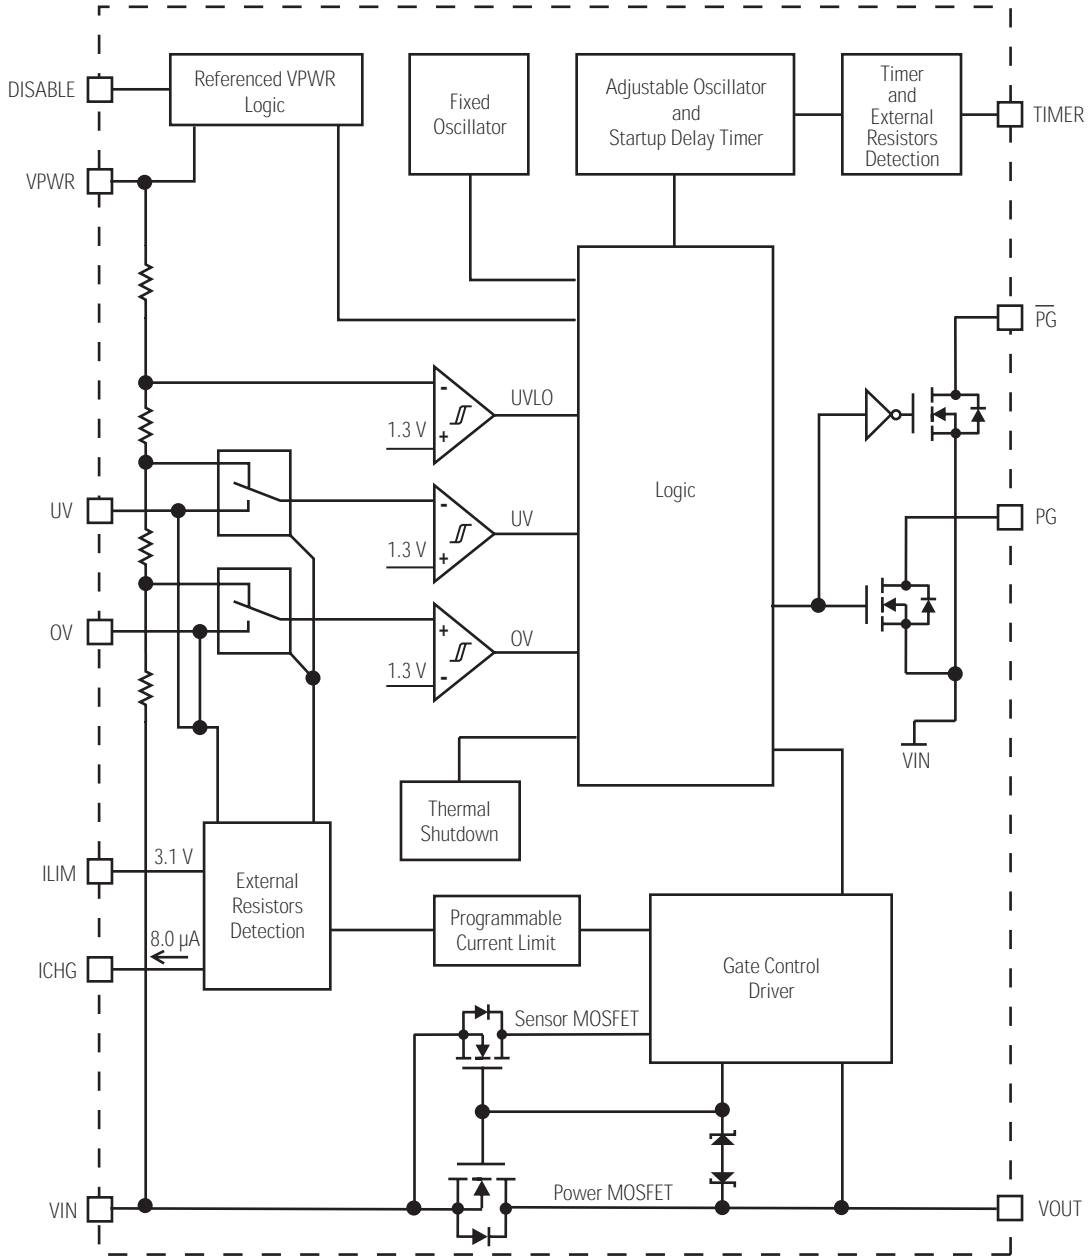 DISABLE
Referenced VPWR
Logic
Fixed
Oscillator
Adjustable Oscillator
and
Startup Delay Timer
Timer
and
External
Resistors
Detection
TIMER
VPWR
PG
UVLO
-
1.3 V
+
Logic
UV
-
UV
1.3 V
+
PG
OV
+
OV
1.3 V
-
VIN
Thermal
Shutdown
ILIM
3.1 V
External
Resistors
Detection
Programmable
Current Limit
8.0 µA
ICHG
Gate Control
Driver
Sensor MOSFET
Power MOSFET
VIN
VOUT